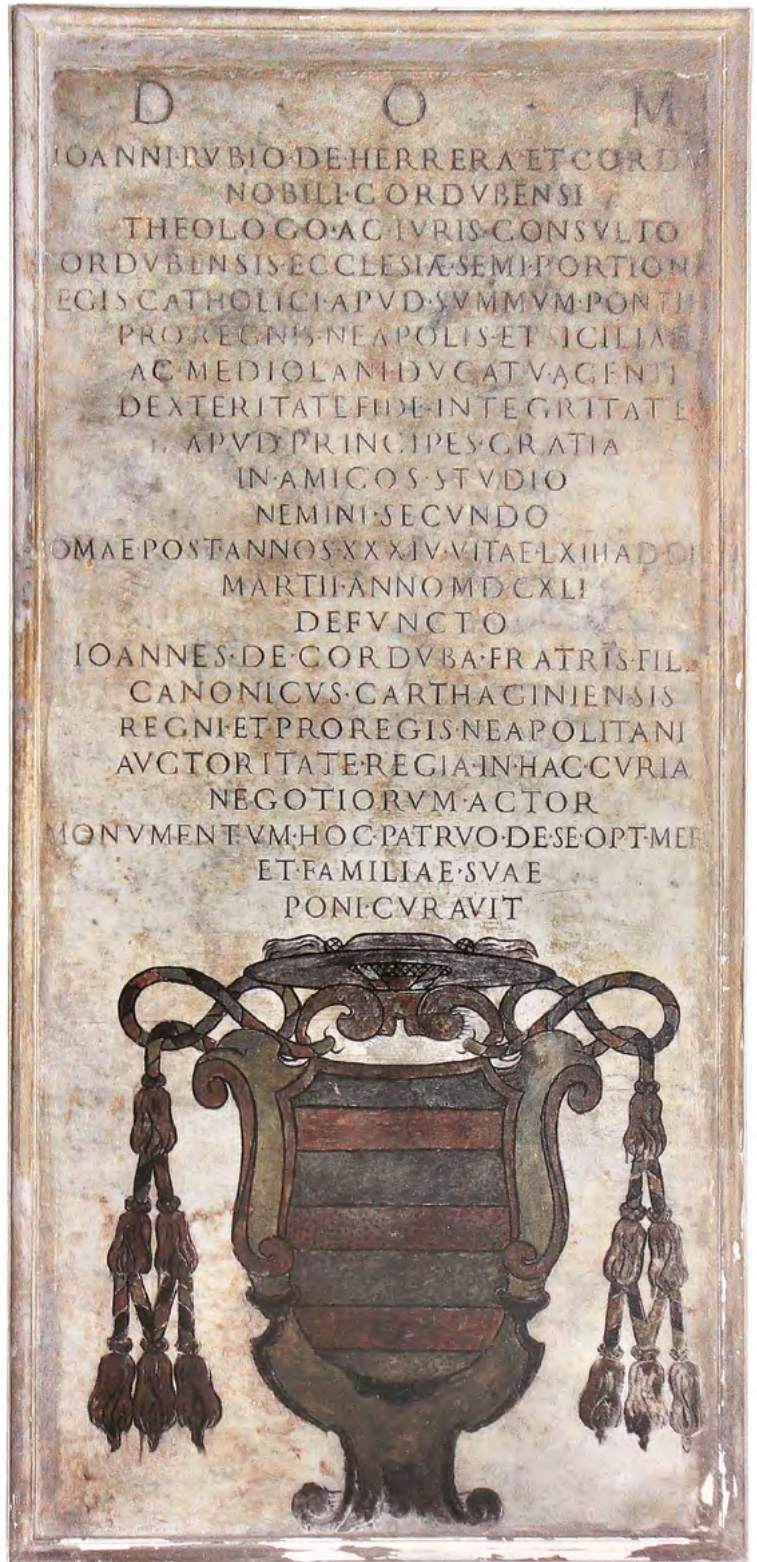 D · O · M
IOANNI·RVBIO·DE·HERRERA·ET·CORDV
NOBILI·CORDVBENSI
THEOLOGO·AC·IVRIS·CONSVLTO
ORDVBENSIS·ECCLESIÆ·SEMI·PORTION
EGIS CATHOLICI·APVD·SVMMVM·PONTI
PRO·REGNIS·NEAPOLIS·ET SICILIAE
AC·MEDIOLANI·DVCATV·AGENTI
DEXTERITATE FIDE·INTEGRITATE
APVD PRINCIPES·GRATIA
IN·AMICOS·STVDIO
NEMINI·SECVNDO
OMAE·POST ANNOS·XXXIV·VITAE·LXIII
MARTII·ANNO MDCXLI
DEFVNCTO
IOANNES·DE·CORDVBA·FRATRIS·FIL
CANONICVS·CARTHAGINIENSIS
REGNI·ET PROREGIS·NEAPOLITANI
AVCTORITATE·REGIA·IN·HAC·CVRIA
NEGOTIORVM·ACTOR
MONVMENTVM·HOC·PATRVO·DE·SE·OPT·MER
ET·FAMILIAE·SVAE
PONI·CVRAVIT